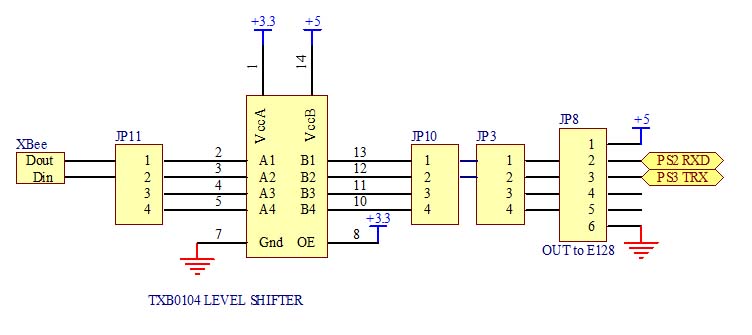 +3.3 +5
1 14
VccA VccB
XBee JP11 JP10 JP3 JP8
+5
1
Dout 1 2 A1 B1 13 1 1 2 PS2 RXD
Din 2 3 A2 B2 12 2 2 3 PS3 TRX
3 4 A3 B3 11 3 3 4
4 5 A4 B4 10 4 4 5
+3.3
7 Gnd OE 8 6
OUT to E128
TXB0104 LEVEL SHIFTER